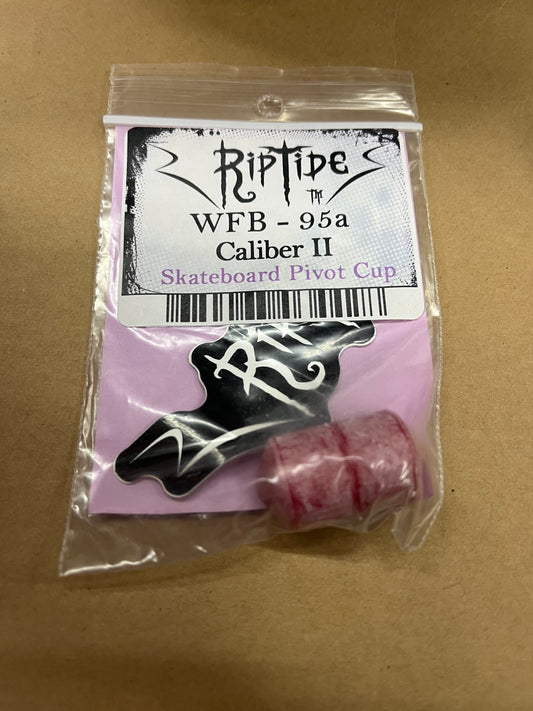 RIPTIDE TM
WFB - 95a
Caliber II
Skateboard Pivot Cup